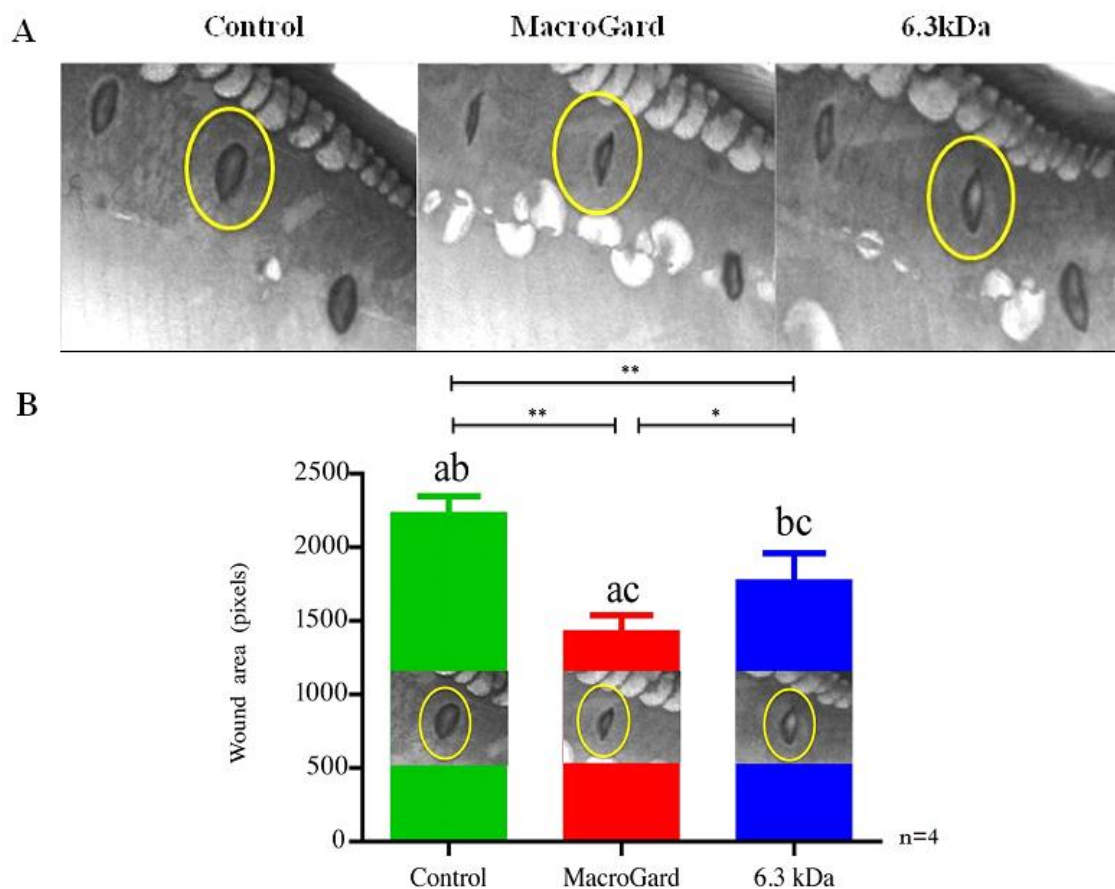 A
Control MacroGard 6.3kDa
B
**
** *
2500
2000
1500
1000
500
0
Wound area (pixels)
ab
ac
bc
n=4
Control MacroGard 6.3 kDa